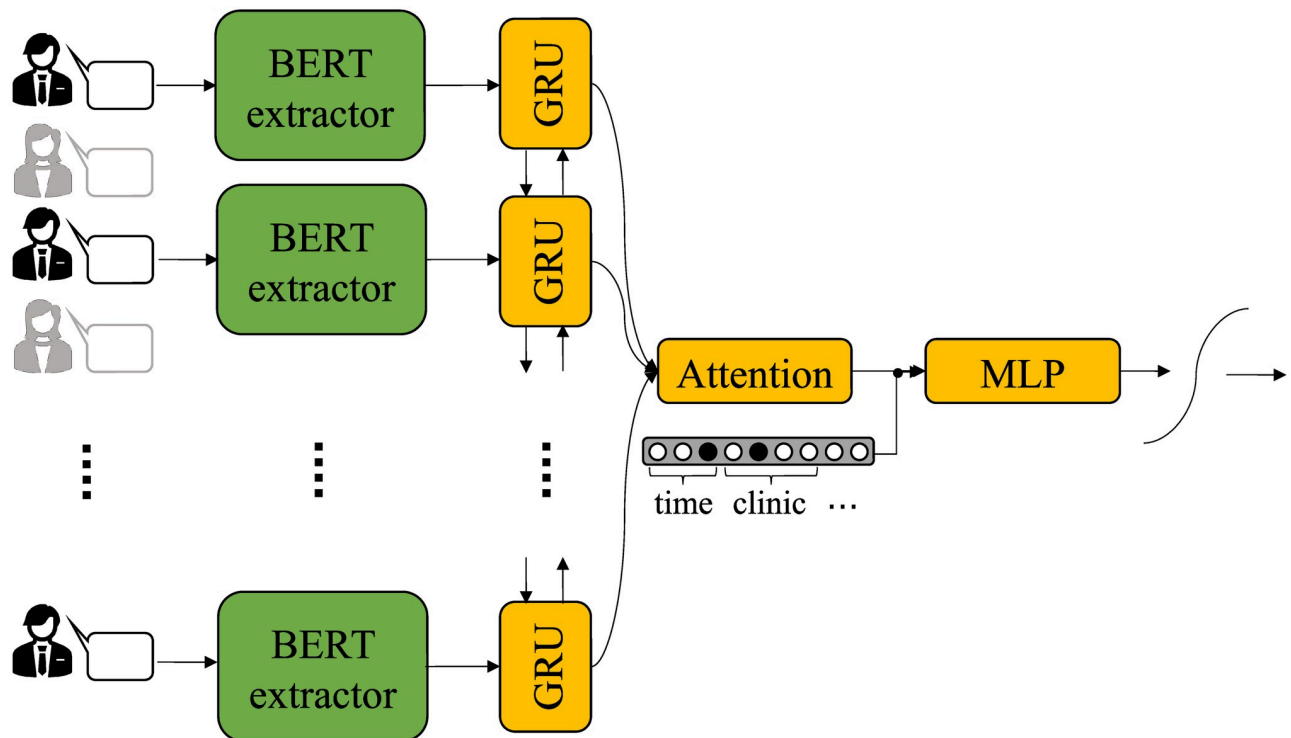 BERT
extractor
GRU
BERT
extractor
GRU
Attention
MLP
time
clinic
...
BERT
extractor
GRU